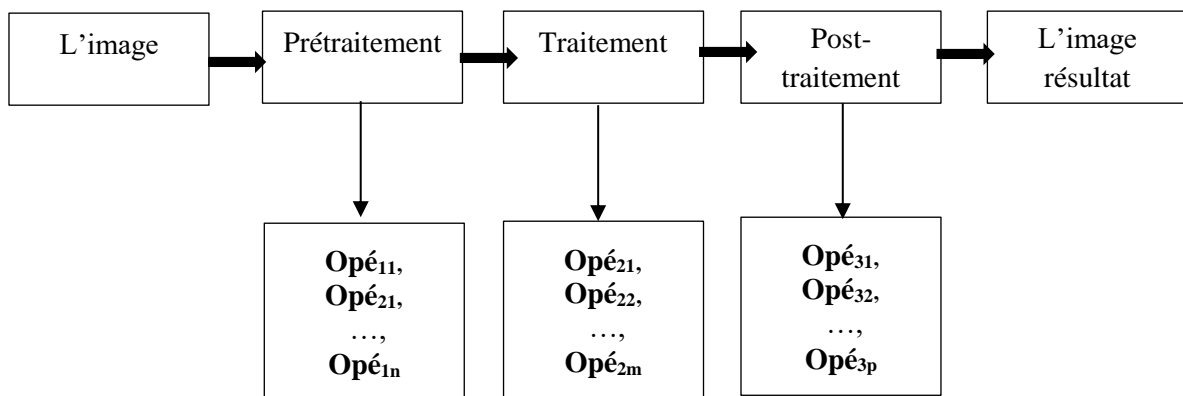 L’image
Prétraitement
Traitement
Post-
traitement
L’image
résultat
Opé11,
Opé21,
…,
Opé1n
Opé21,
Opé22,
…,
Opé2m
Opé31,
Opé32,
…,
Opé3p